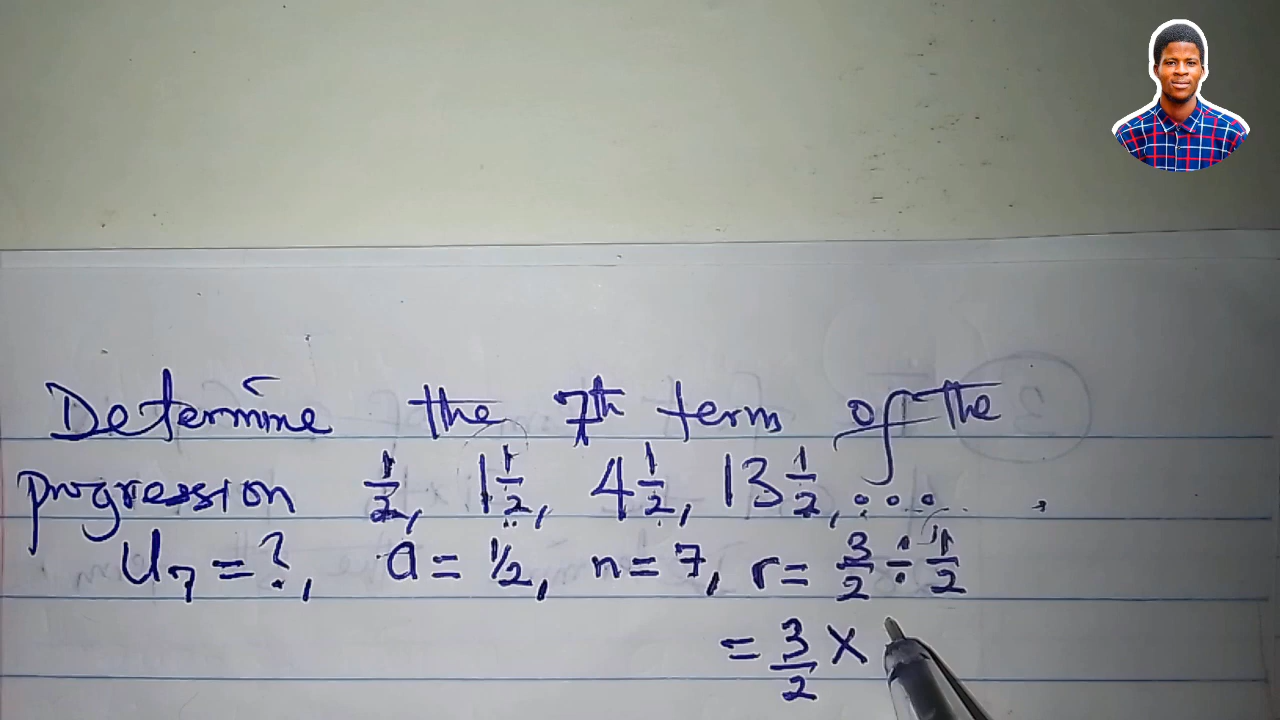 Determine the 7th term of the
progression 1/2, 1 1/2, 4 1/2, 13 1/2, ...
U7 = ?, a = 1/2, n = 7, r = 3/2 ÷ 1/2
= 3/2 ×